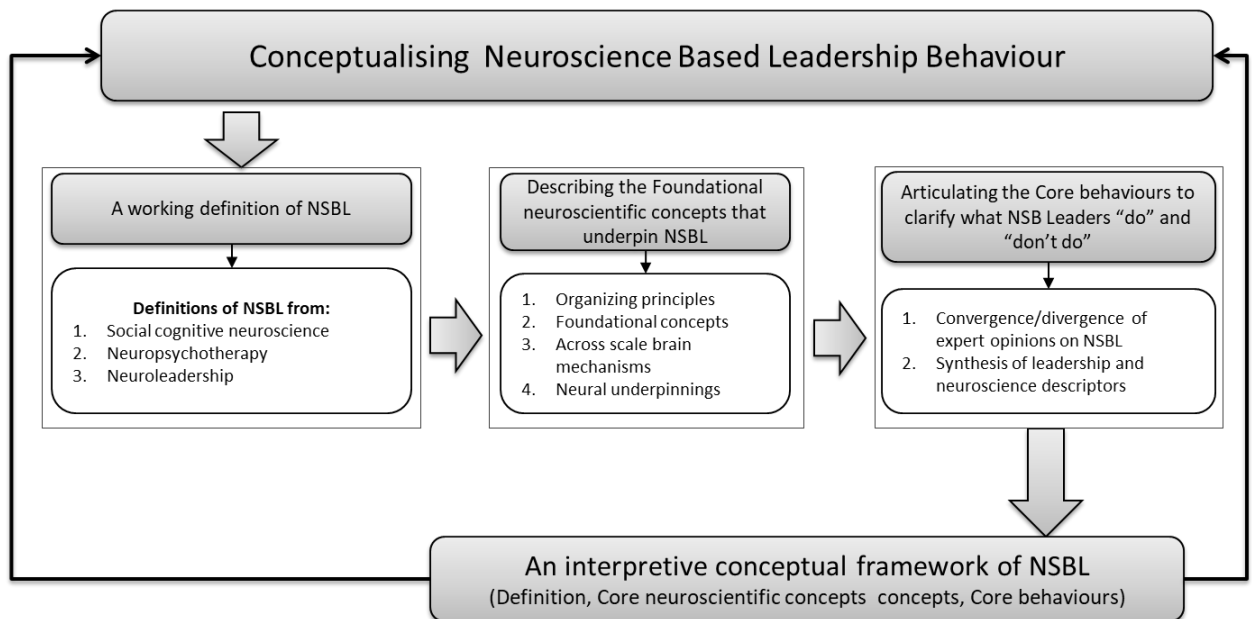 Conceptualising Neuroscience Based Leadership Behaviour
A working definition of NSBL
Definitions of NSBL from:
1. Social cognitive neuroscience
2. Neuropsychotherapy
3. Neuroleadership
Describing the Foundational
neuroscientific concepts that
underpin NSBL
1. Organizing principles
2. Foundational concepts
3. Across scale brain
mechanisms
4. Neural underpinnings
Articulating the Core behaviours to
clarify what NSB Leaders “do” and
“don’t do”
1. Convergence/divergence of
expert opinions on NSBL
2. Synthesis of leadership and
neuroscience descriptors
An interpretive conceptual framework of NSBL
(Definition, Core neuroscientific concepts concepts, Core behaviours)